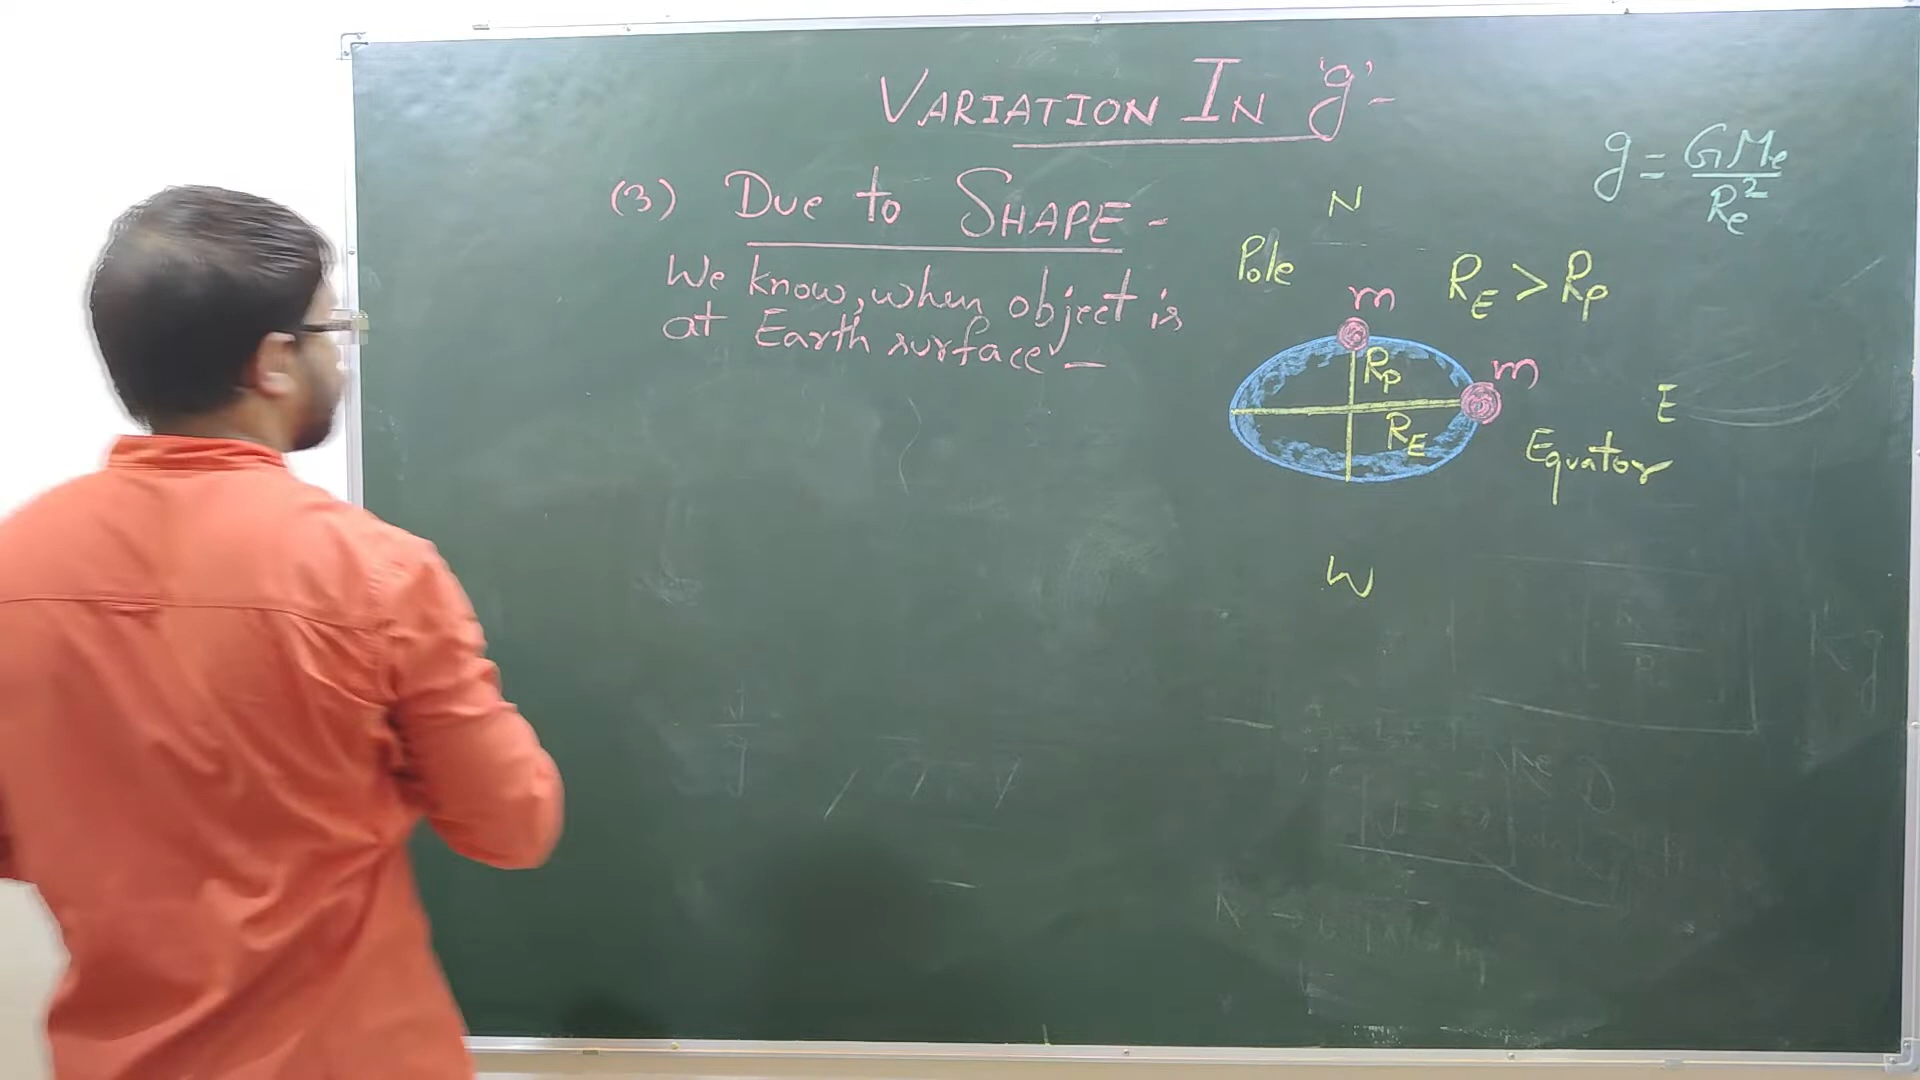 VARIATION IN 'g' -
(3) DUE to SHAPE -
We know, when object is
at Earth surface -
g = GMe / Re²
N
Pole
m
RE > RP
RP
m
RE
E
Equator
W